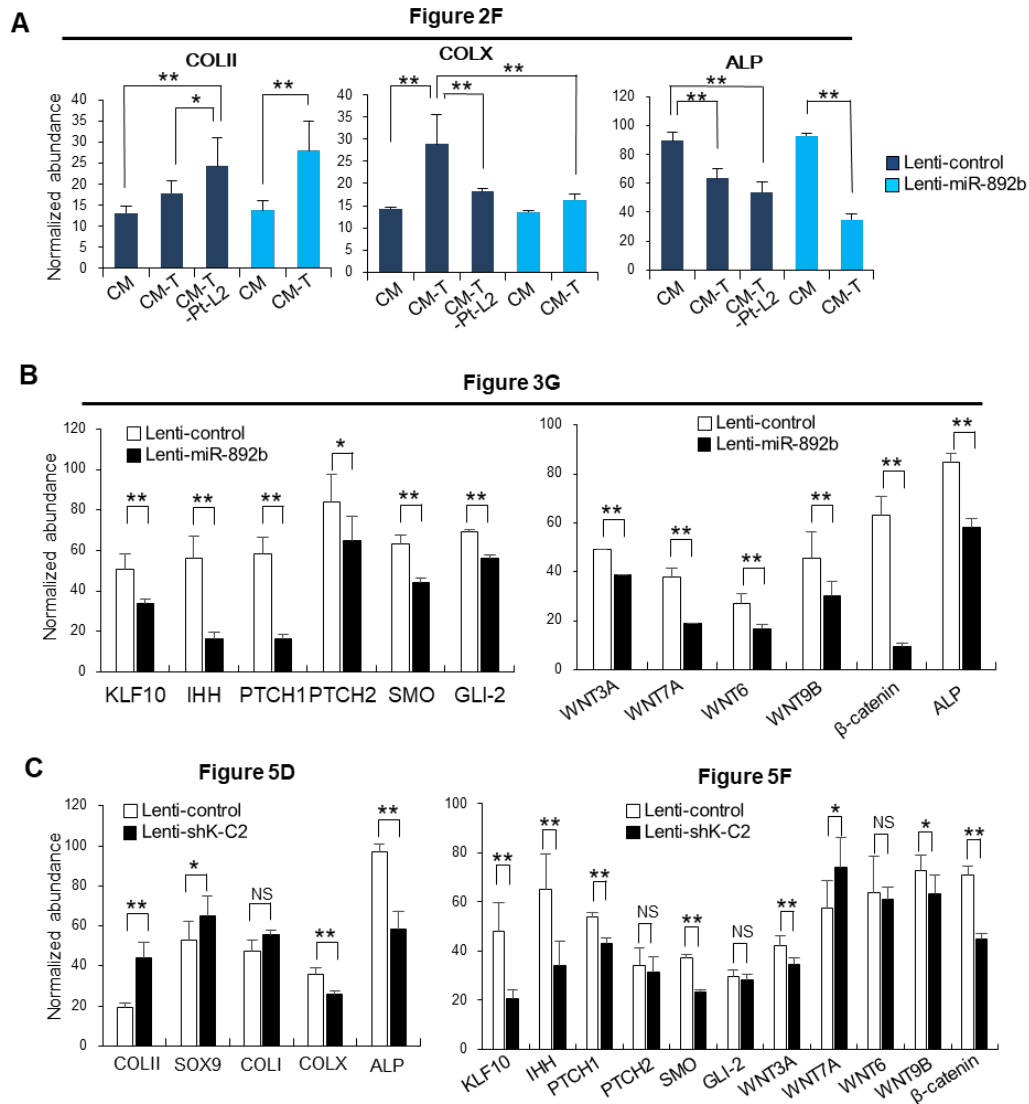 A
Figure 2F
COLII
COLX
ALP
** * **
** ** **
** ** **
Normalized abundance
40
35
30
25
20
15
10
5
0
CM
CM-T
CM-T
-Pt-L2
CM
CM-T
40
35
30
25
20
15
10
5
0
CM
CM-T
CM-T
-Pt-L2
CM
CM-T
120
100
80
60
40
20
0
CM
CM-T
CM-T
-Pt-L2
CM
CM-T
Lenti-control
Lenti-miR-892b
B
Figure 3G
Normalized abundance
120
100
80
60
40
20
0
Lenti-control
Lenti-miR-892b
** ** ** * ** **
KLF10 IHH PTCH1 PTCH2 SMO GLI-2
100
80
60
40
20
0
Lenti-control
Lenti-miR-892b
** ** ** ** ** **
WNT3A
WNT7A
WNT6
WNT9B
β-catenin
ALP
C
Figure 5D
Normalized abundance
120
100
80
60
40
20
0
Lenti-control
Lenti-shK-C2
** * NS ** **
COLII SOX9 COLI COLX ALP
Figure 5F
100
80
60
40
20
0
Lenti-control
Lenti-shK-C2
** ** ** NS ** NS ** * NS * **
KLF10
IHH
PTCH1
PTCH2
SMO
GLI-2
WNT3A
WNT7A
WNT6
WNT9B
β-catenin